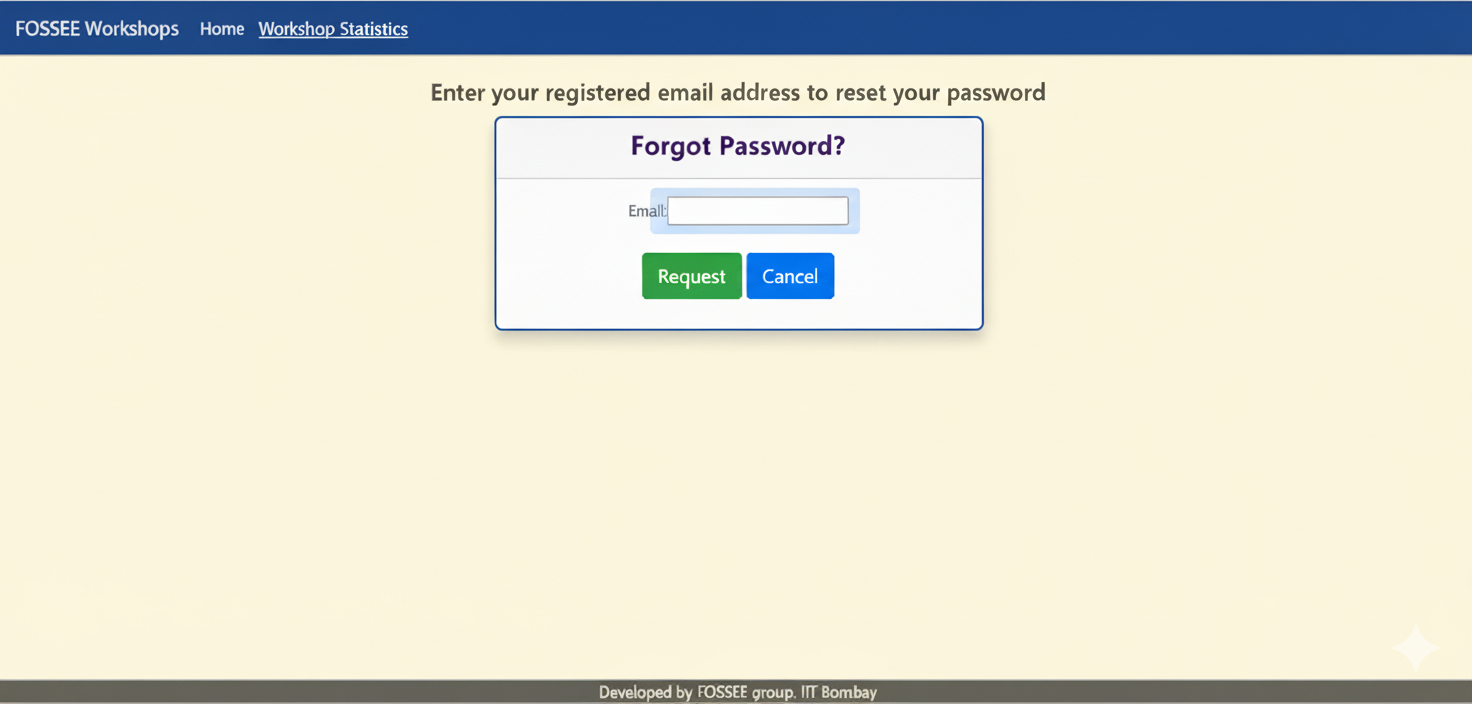 FOSSEE Workshops Home Workshop Statistics
Enter your registered email address to reset your password
Forgot Password?
Email:
Request Cancel
Developed by FOSSEE group. IIT Bombay